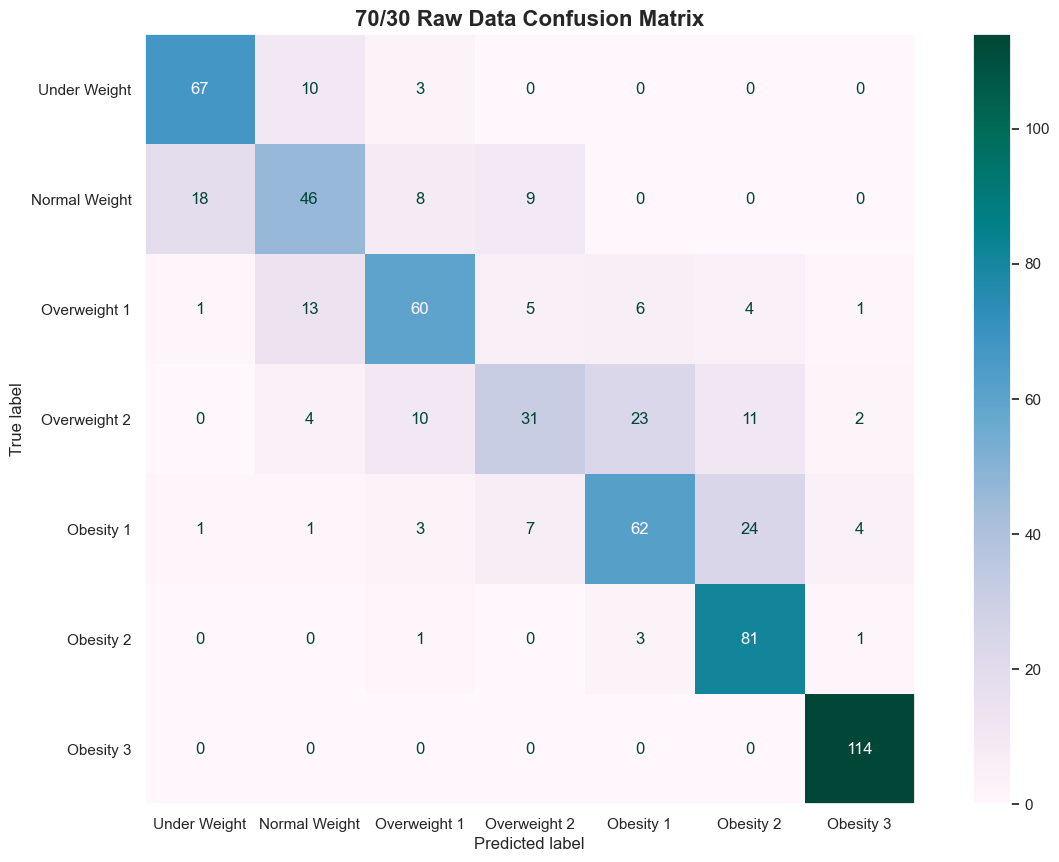 70/30 Raw Data Confusion Matrix
Under Weight 67 10 3 0 0 0 0
Normal Weight 18 46 8 9 0 0 0
Overweight 1 1 13 60 5 6 4 1
Overweight 2 0 4 10 31 23 11 2
Obesity 1 1 1 3 7 62 24 4
Obesity 2 0 0 1 0 3 81 1
Obesity 3 0 0 0 0 0 0 114
Under Weight Normal Weight Overweight 1 Overweight 2 Obesity 1 Obesity 2 Obesity 3
Predicted label
True label
100
80
60
40
20
0